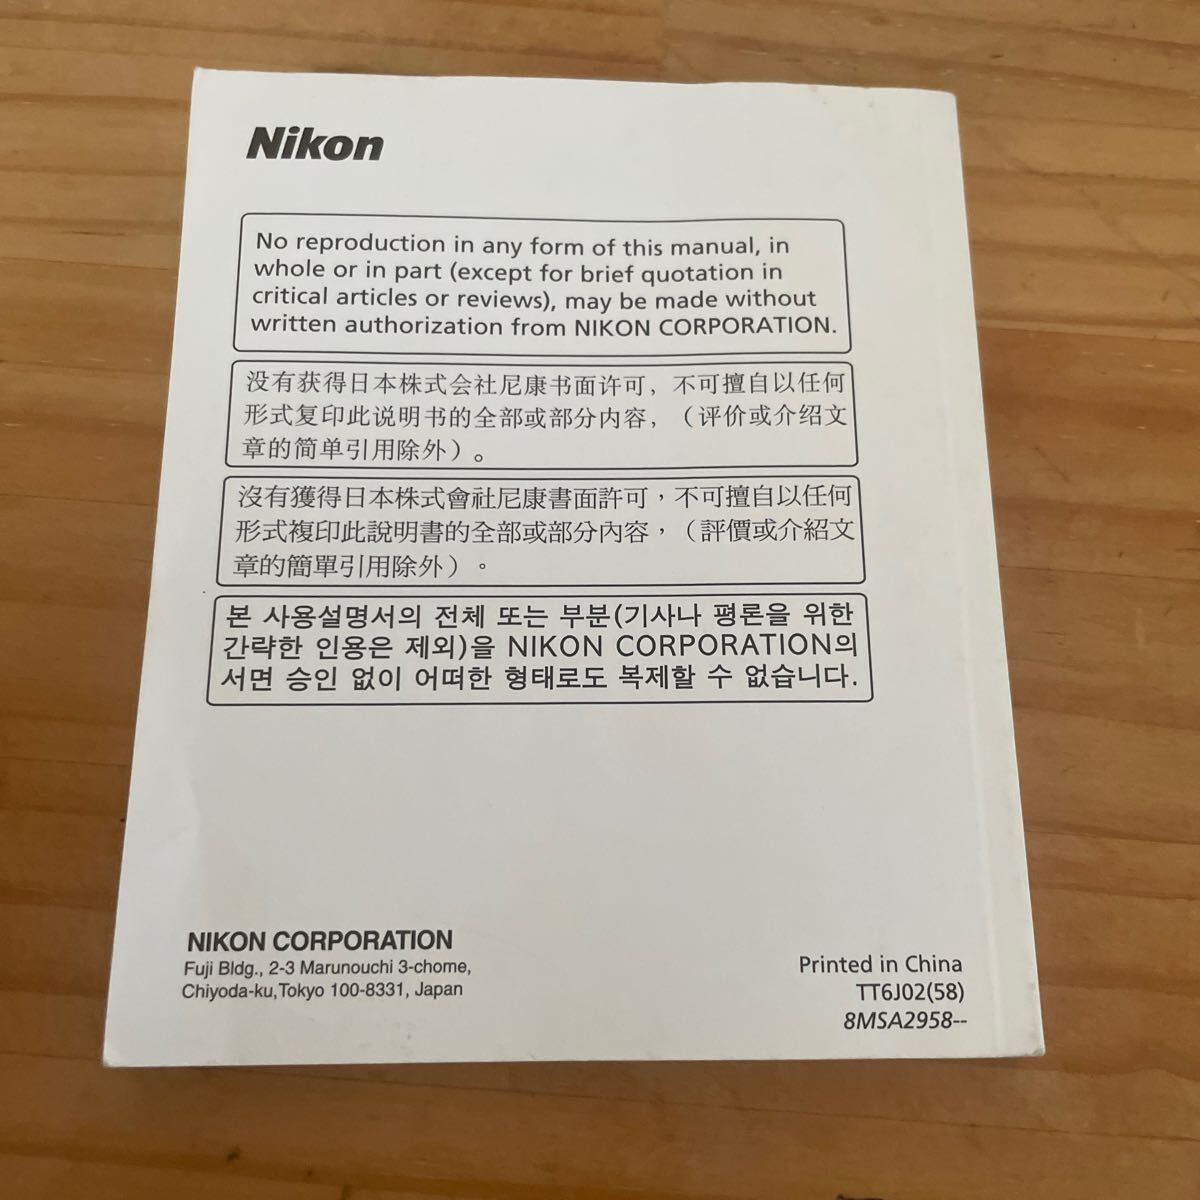 Nikon
No reproduction in any form of this manual, in
whole or in part (except for brief quotation in
critical articles or reviews), may be made without
written authorization from NIKON CORPORATION.
没有获得日本株式会社尼康书面许可，不可擅自以任何
形式复印此说明书的全部或部分内容，（评价或介绍文
章的简单引用除外）。
沒有獲得日本株式會社尼康書面許可，不可擅自以任何
形式複印此說明書的全部或部分內容，（評價或介紹文
章的簡單引用除外）。
본 사용설명서의 전체 또는 부분(기사나 평론을 위한
간략한 인용은 제외)을 NIKON CORPORATION의
서면 승인 없이 어떠한 형태로도 복제할 수 없습니다.
NIKON CORPORATION
Fuji Bldg., 2-3 Marunouchi 3-chome,
Chiyoda-ku,Tokyo 100-8331, Japan
Printed in China
TT6J02(58)
8MSA2958--